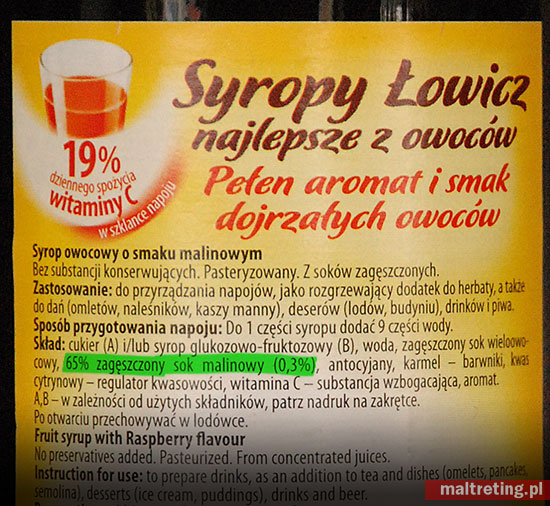 Syropy Łowicz
najlepsze z owoców
Pełen aromat i smak
dojrzałych owoców
19%
dziennego spożycia
witaminy C
w szklance napoju
Syrop owocowy o smaku malinowym
Bez substancji konserwujących. Pasteryzowany. Z soków zagęszczonych.
Zastosowanie: do przyrządzania napojów, jako rozgrzewający dodatek do herbaty, a także
do dań (omletów, naleśników, kaszy manny), deserów (lodów, budyniu), drinków i piwa.
Sposób przygotowania napoju: Do 1 części syropu dodać 9 części wody.
Skład: cukier (A) i/lub syrop glukozowo-fruktozowy (B), woda, zagęszczony sok wieloowo-
cowy, 65% zagęszczony sok malinowy (0,3%), antocyjany, karmel – barwniki, kwas
cytrynowy – regulator kwasowości, witamina C – substancja wzbogacająca, aromat.
A,B – w zależności od użytych składników, patrz nadruk na zakrętce.
Po otwarciu przechowywać w lodówce.
Fruit syrup with Raspberry flavour
No preservatives added. Pasteurized. From concentrated juices.
Instruction for use: to prepare drinks, as an addition to tea and dishes (omelets, pancakes,
semolina), desserts (ice cream, puddings), drinks and beer.
maltreting.pl